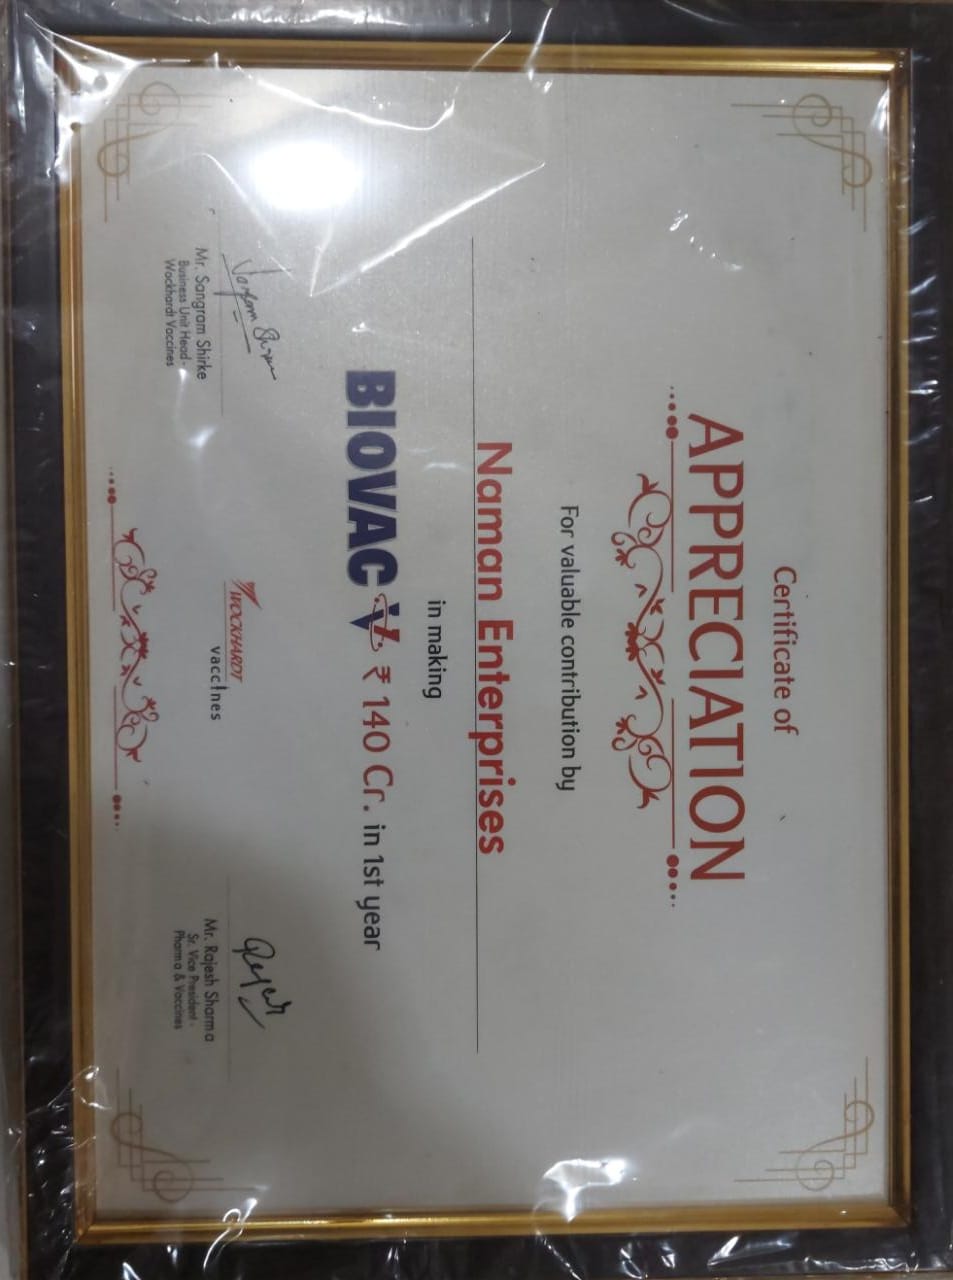 Certificate of
APPRECIATION
For valuable contribution by
Naman Enterprises
in making
BIOVAC V ₹ 140 Cr. in 1st year
Mr. Sangram Shirke
Business Unit Head -
Wockhardt Vaccines
WOCKHARDT
vaccines
Mr. Rajesh Sharma
Sr. Vice President -
Pharma & Vaccines